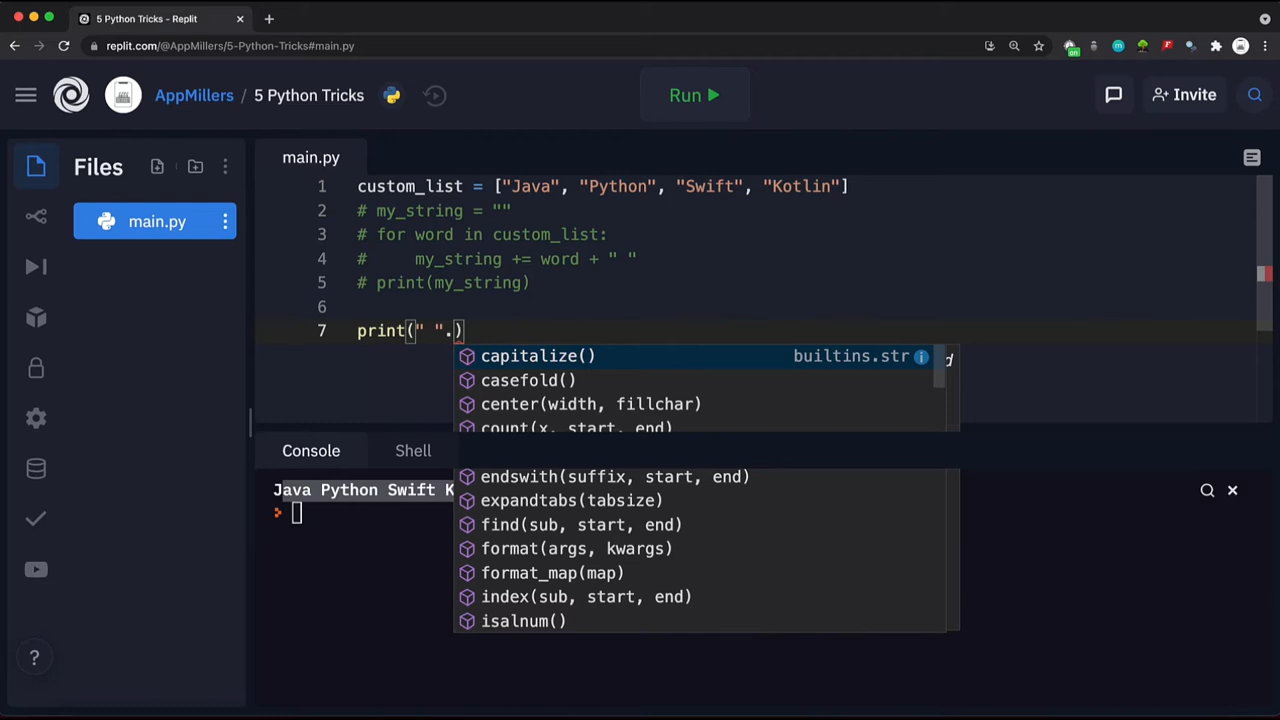 5 Python Tricks - Replit
replit.com/@AppMillers/5-Python-Tricks#main.py
on
AppMillers / 5 Python Tricks
Run
Invite
Files
main.py
main.py
1 custom_list = ["Java", "Python", "Swift", "Kotlin"]
2 # my_string = ""
3 # for word in custom_list:
4 #     my_string += word + " "
5 # print(my_string)
6
7 print(" ".)
capitalize() builtins.str
d
casefold()
center(width, fillchar)
count(x, start, end)
Console Shell
endswith(suffix, start, end)
Java Python Swift K
expandtabs(tabsize)
find(sub, start, end)
format(args, kwargs)
format_map(map)
index(sub, start, end)
isalnum()
?